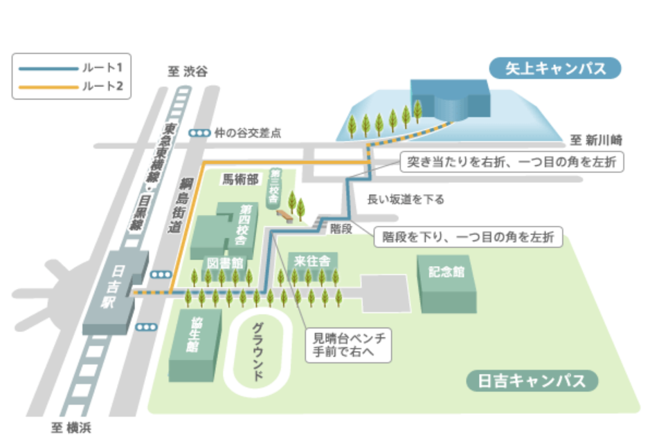 ルート1
ルート2
至 渋谷
矢上キャンパス
仲の谷交差点
至 新川崎
東急東横線・目黒線
綱島街道
馬術部
第三校舎
突き当たりを右折、一つ目の角を左折
長い坂道を下る
第四校舎
階段
階段を下り、一つ目の角を左折
図書館
来往舎
記念館
日吉駅
協生館
グラウンド
見晴台ベンチ
手前で右へ
日吉キャンパス
至 横浜